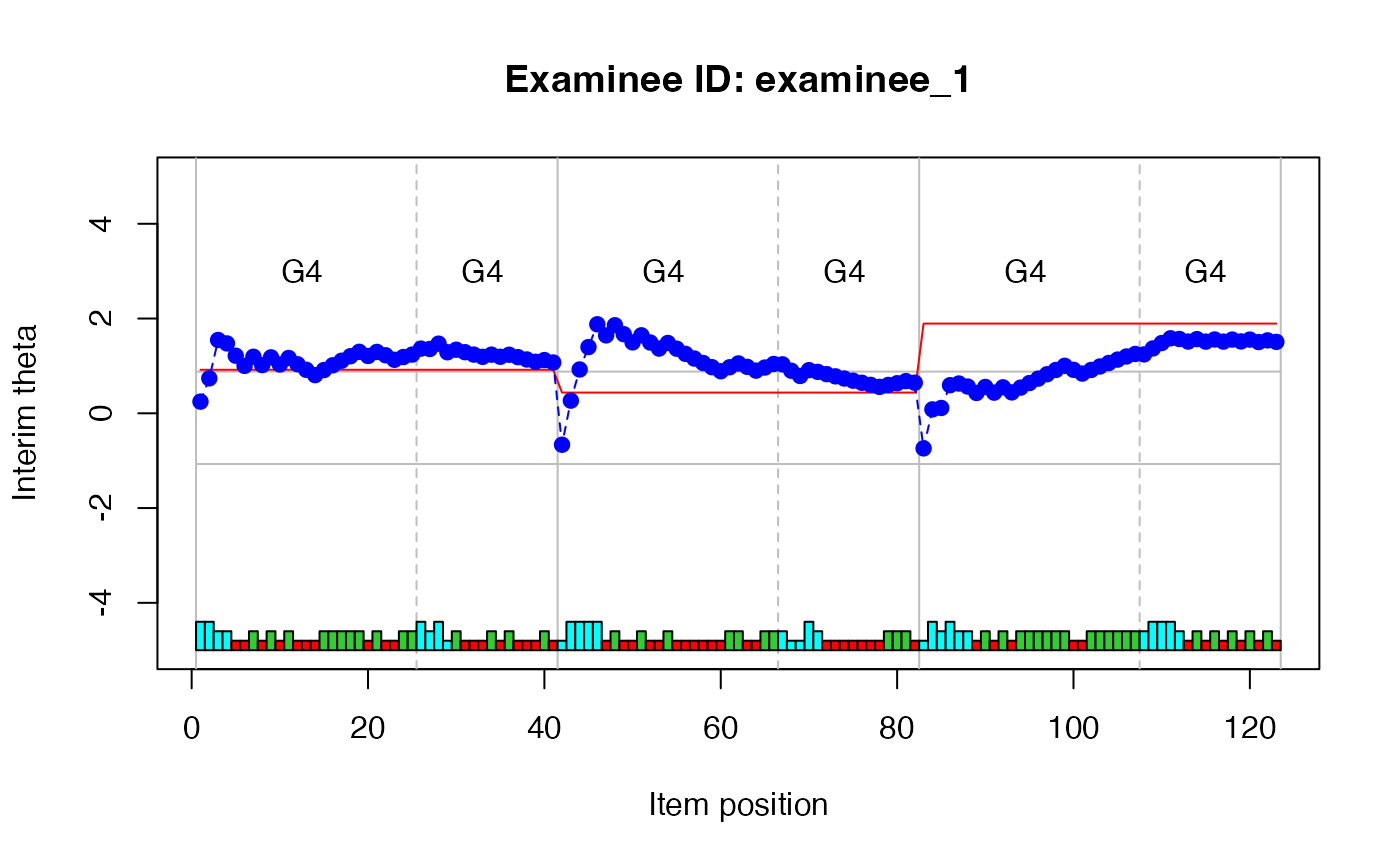 Examinee ID: examinee_1
Interim theta
4
2
0
-2
-4
G4 G4 G4 G4 G4 G4
0 20 40 60 80 100 120
Item position